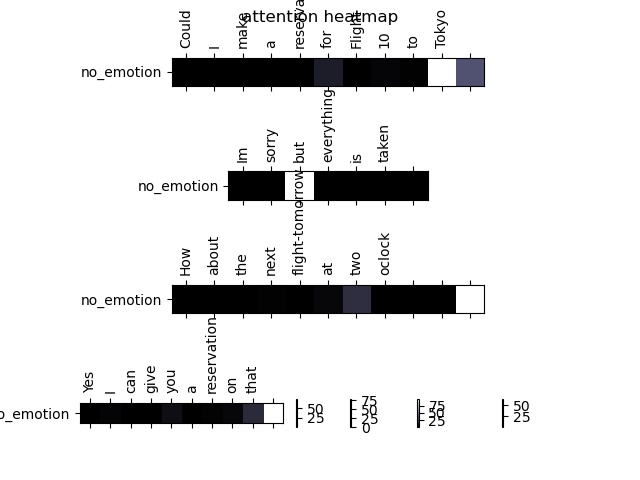 attention heatmap
Could I make a reserva for Flight 10 to Tokyo
no_emotion
Im sorry but everything is taken
no_emotion
How about the next flight-tomorrow at two oclock
no_emotion
Yes I can give you a reservation on that
o_emotion
50 25
75 50 25 0
75 50 25
50 25